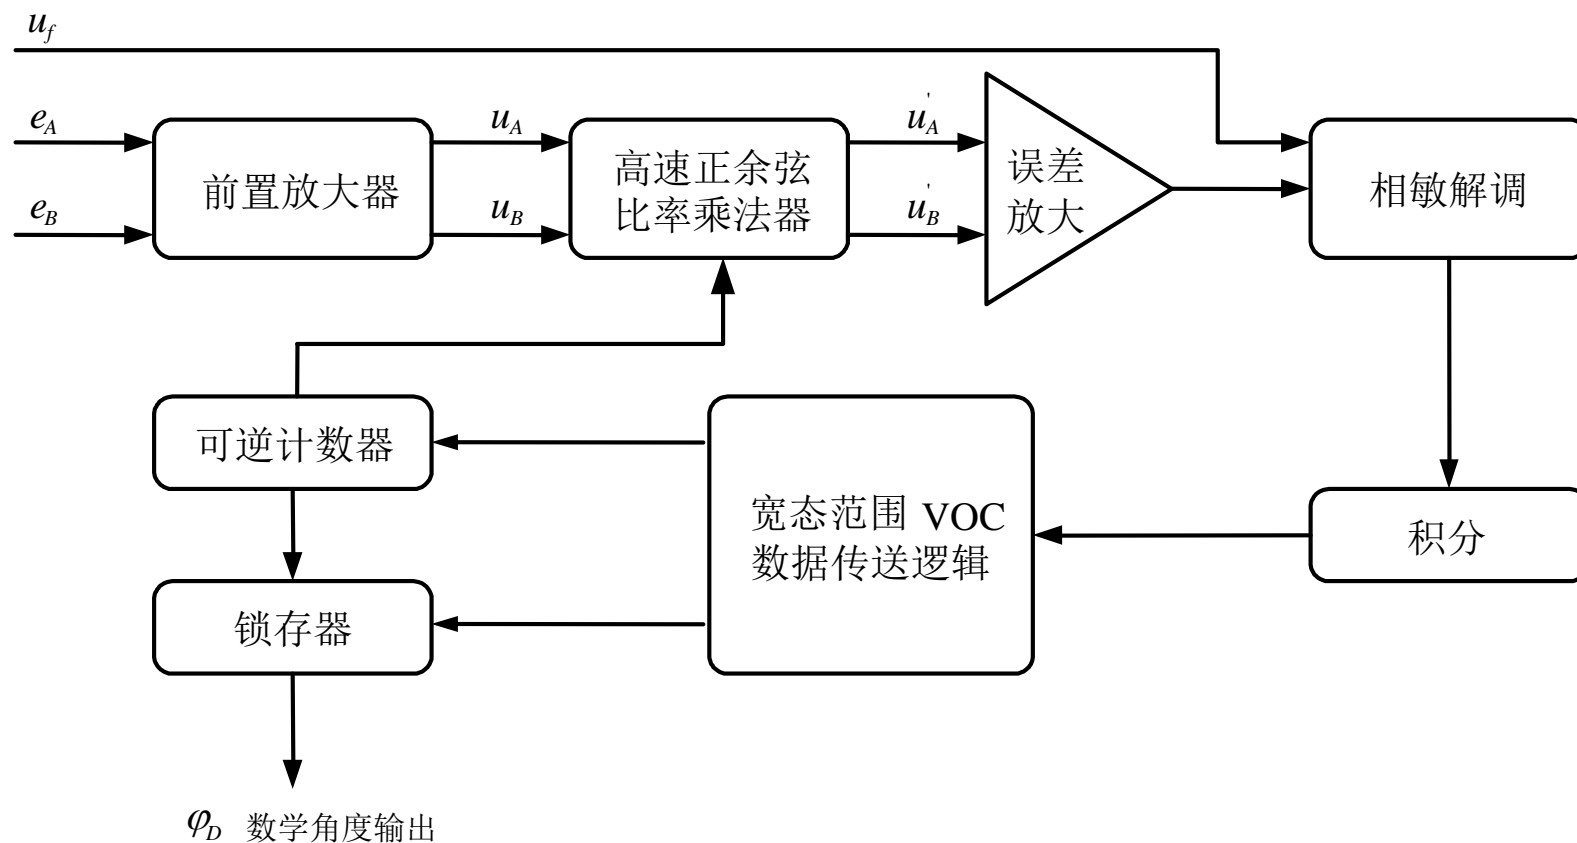 u_f
e_A
e_B
前置放大器
u_A
u_B
高速正余弦
比率乘法器
u'_A
u'_B
误差
放大
相敏解调
可逆计数器
宽态范围 VOC
数据传送逻辑
积分
锁存器
φ_D 数学角度输出